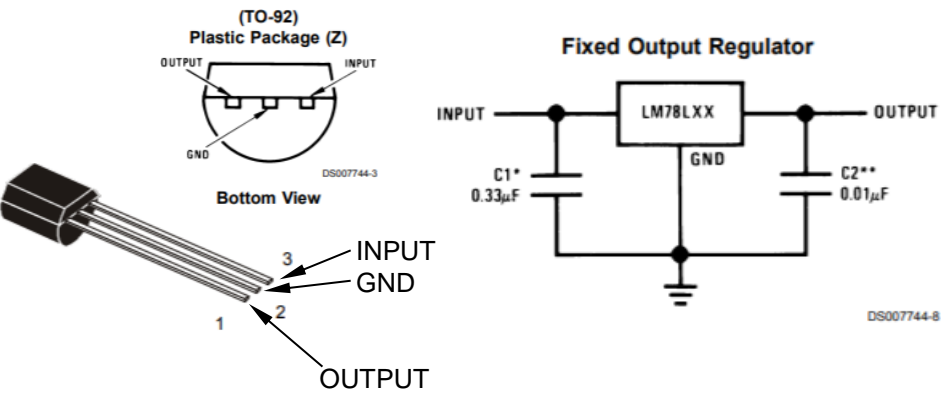 (TO-92)
Plastic Package (Z)
OUTPUT
INPUT
GND
DS007744-3
Bottom View
3
INPUT
GND
2
1
OUTPUT
Fixed Output Regulator
INPUT
LM78LXX
OUTPUT
GND
C1*
0.33μF
C2**
0.01μF
DS007744-8